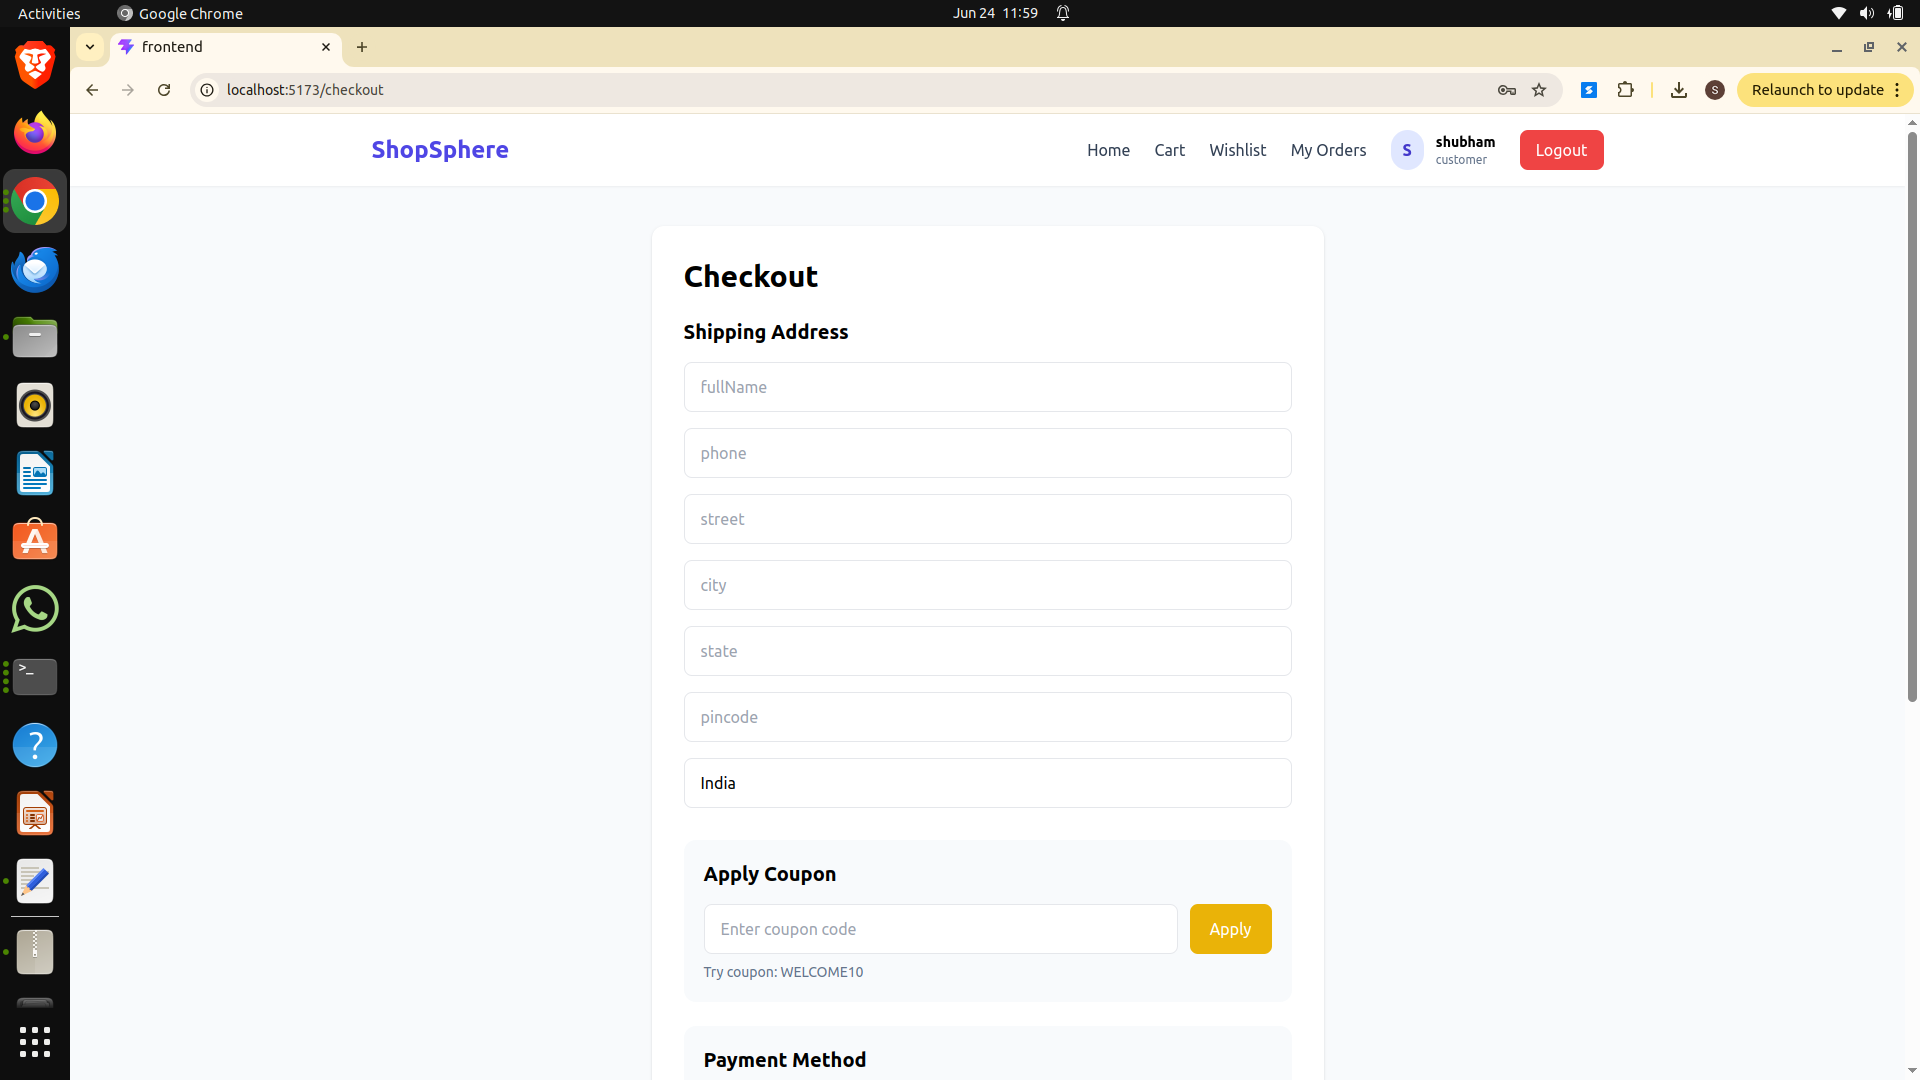 Activities Google Chrome Jun 24 11:59
frontend
localhost:5173/checkout S Relaunch to update
ShopSphere Home Cart Wishlist My Orders S shubham customer Logout
Checkout
Shipping Address
fullName
phone
street
city
state
pincode
India
Apply Coupon
Enter coupon code Apply
Try coupon: WELCOME10
Payment Method